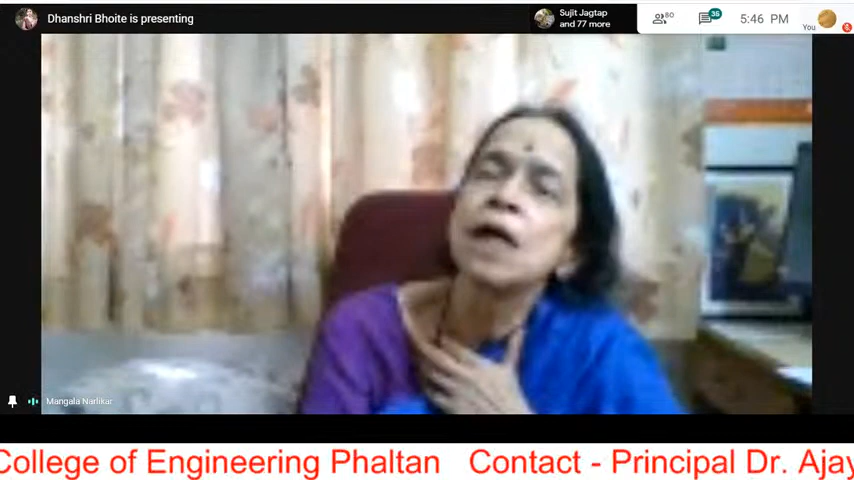 Dhanshri Bhoite is presenting
Sujit Jagtap
and 77 more
80
35
5:46 PM
You
Mangala Narlikar
College of Engineering Phaltan Contact - Principal Dr. Ajay